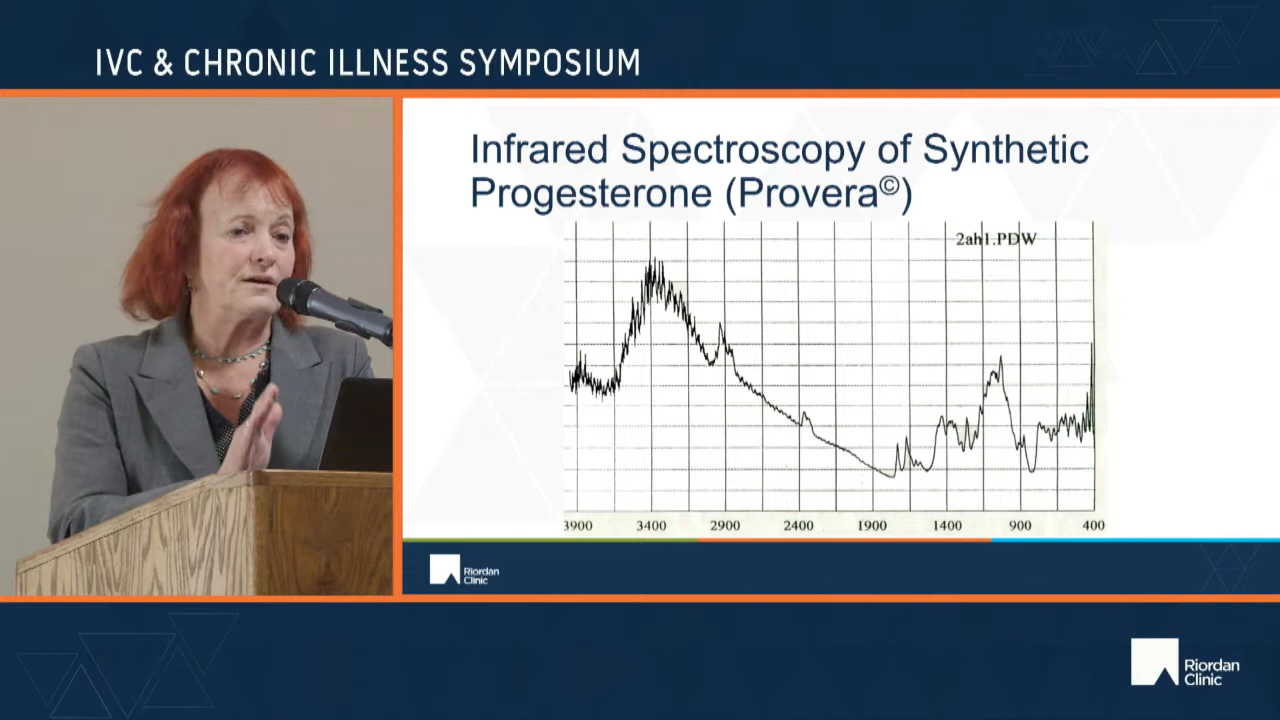 IVC & CHRONIC ILLNESS SYMPOSIUM
Infrared Spectroscopy of Synthetic
Progesterone (Provera©)
2ah1.PDW
3900 3400 2900 2400 1900 1400 900 400
Riordan
Clinic
Riordan
Clinic